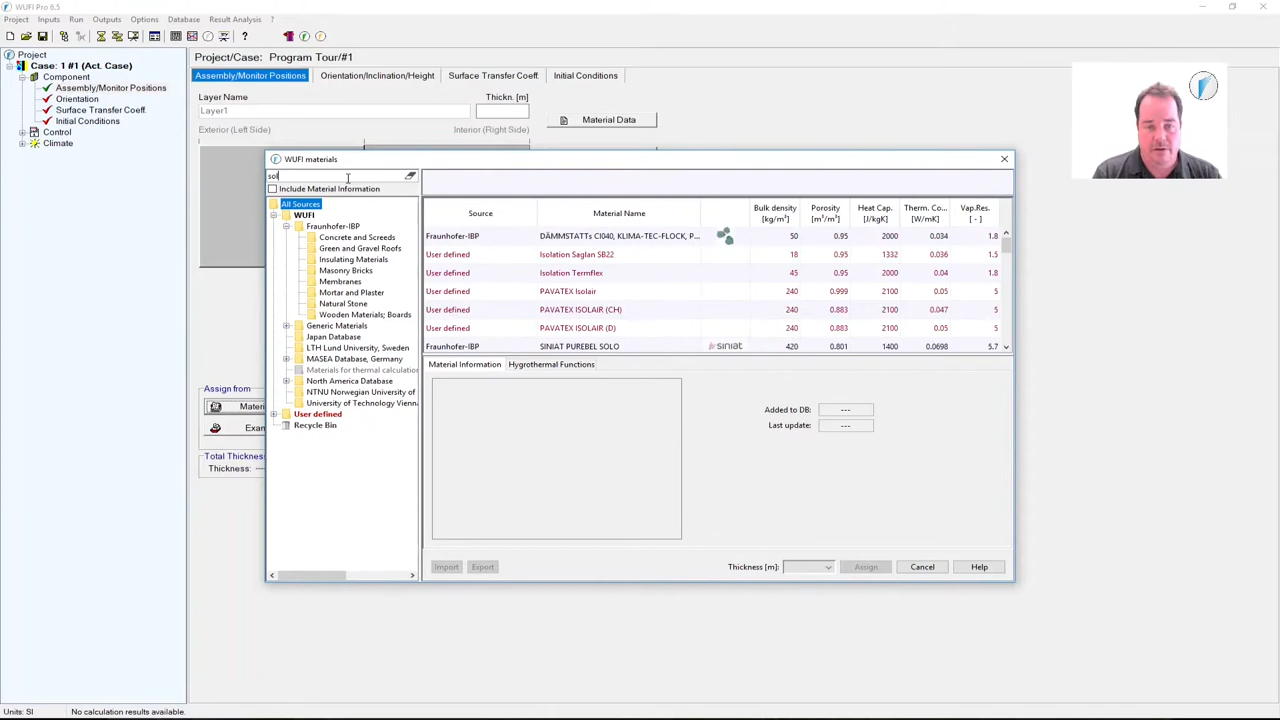 WUFI Pro 6.5
Project Inputs Run Outputs Options Database Result Analysis ?
Project
Case: 1 #1 (Act. Case)
Component
Assembly/Monitor Positions
Orientation
Surface Transfer Coeff.
Initial Conditions
Control
Climate
Project/Case: Program Tour/#1
Assembly/Monitor Positions Orientation/Inclination/Height Surface Transfer Coeff. Initial Conditions
Layer Name Thickn. [m]
Layer1
Material Data
Exterior (Left Side) Interior (Right Side)
Assign from
Materi
Exan
Total Thickness
Thickness: ---
WUFI materials
sol
Include Material Information
All Sources
WUFI
Fraunhofer-IBP
Concrete and Screeds
Green and Gravel Roofs
Insulating Materials
Masonry Bricks
Membranes
Mortar and Plaster
Natural Stone
Wooden Materials; Boards
Generic Materials
Japan Database
LTH Lund University, Sweden
MASEA Database, Germany
Materials for thermal calculation
North America Database
NTNU Norwegian University of
University of Technology Vienn
User defined
Recycle Bin
Source Material Name Bulk density [kg/m³] Porosity [m³/m³] Heat Cap. [J/kgK] Therm. Co... [W/mK] Vap.Res. [ - ]
Fraunhofer-IBP DÄMMSTATTs CI040, KLIMA-TEC-FLOCK, P... 50 0.95 2000 0.034 1.8
User defined Isolation Saglan SB22 18 0.95 1332 0.036 1.5
User defined Isolation Termflex 45 0.95 2000 0.04 1.8
User defined PAVATEX Isolair 240 0.999 2100 0.05 5
User defined PAVATEX ISOLAIR (CH) 240 0.883 2100 0.047 5
User defined PAVATEX ISOLAIR (D) 240 0.883 2100 0.05 5
Fraunhofer-IBP SINIAT PUREBEL SOLO siniat 420 0.801 1400 0.0698 5.7
Material Information Hygrothermal Functions
Added to DB: ---
Last update: ---
Import Export Thickness [m]: Assign Cancel Help
Units: SI No calculation results available.